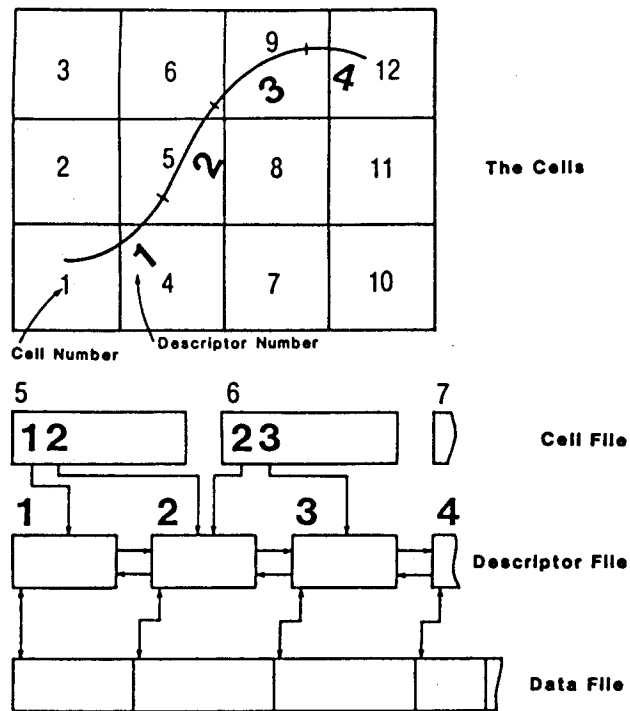 9
3 6 3 4 12
2 5 2 8 11 The Cells
1 1 4 7 10
Cell Number Descriptor Number
5 6 7
12 23 Cell File
1 2 3 4
Descriptor File
Data File